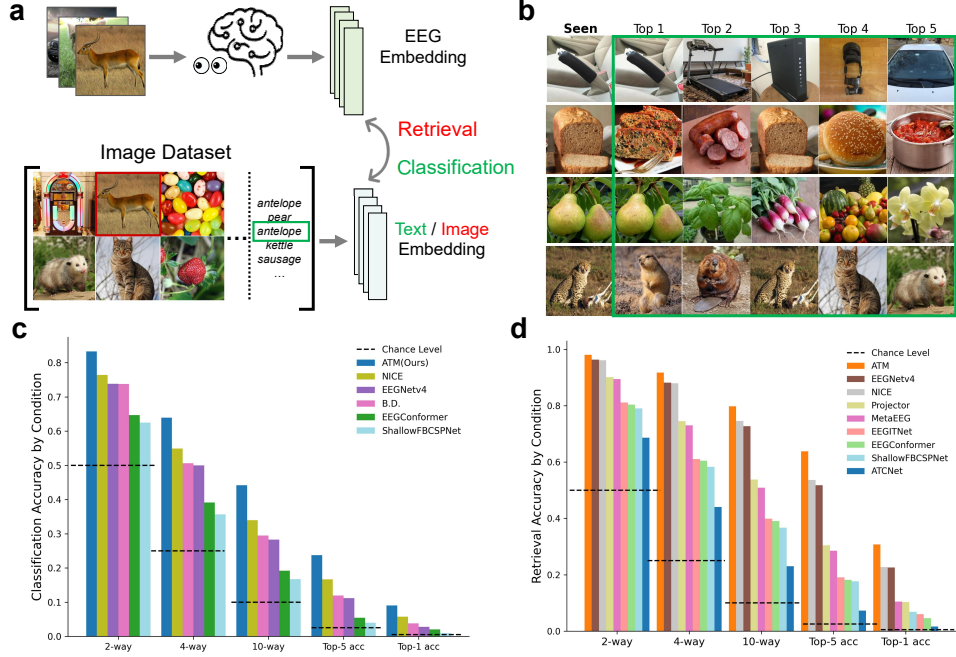 a
EEG
Embedding
Retrieval
Classification
Image Dataset
antelope
pear
antelope
kettle
sausage
...
Text / Image
Embedding
b
Seen Top 1 Top 2 Top 3 Top 4 Top 5
c
Classification Accuracy by Condition
0.8
0.7
0.6
0.5
0.4
0.3
0.2
0.1
0.0
Chance Level
ATM(Ours)
NICE
EEGNetv4
B.D.
EEGConformer
ShallowFBCSPNet
2-way 4-way 10-way Top-5 acc Top-1 acc
d
Retrieval Accuracy by Condition
1.0
0.8
0.6
0.4
0.2
0.0
Chance Level
ATM
EEGNetv4
NICE
Projector
MetaEEG
EEGITNet
EEGConformer
ShallowFBCSPNet
ATCNet
2-way 4-way 10-way Top-5 acc Top-1 acc